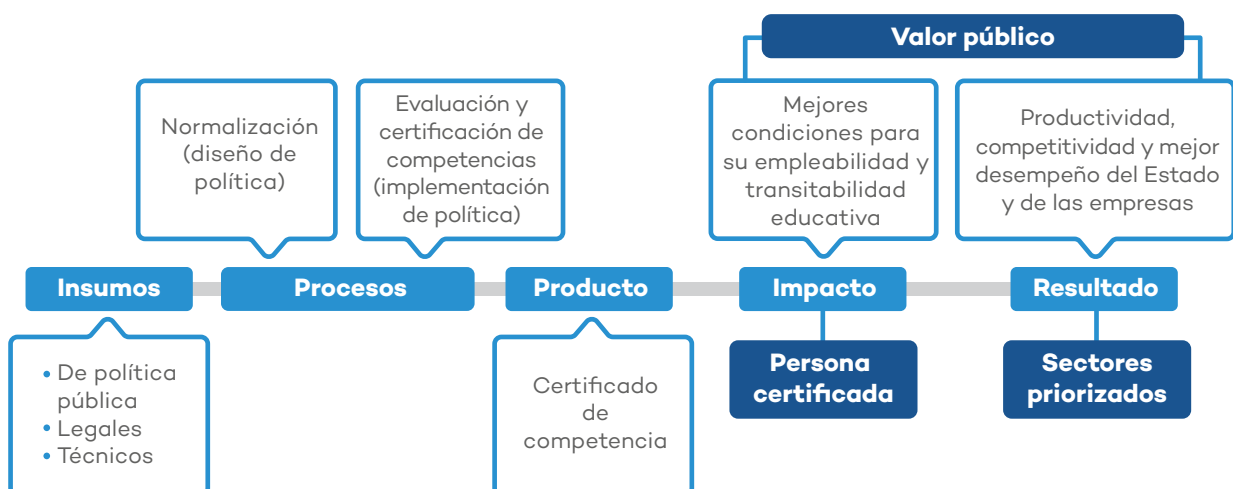 Valor público
Normalización
(diseño de
política)
Evaluación y
certificación de
competencias
(implementación
de política)
Mejores
condiciones para
su empleabilidad y
transitabilidad
educativa
Productividad,
competitividad y mejor
desempeño del Estado
y de las empresas
Insumos
Procesos
Producto
Impacto
Resultado
• De política
pública
• Legales
• Técnicos
Certificado
de
competencia
Persona
certificada
Sectores
priorizados